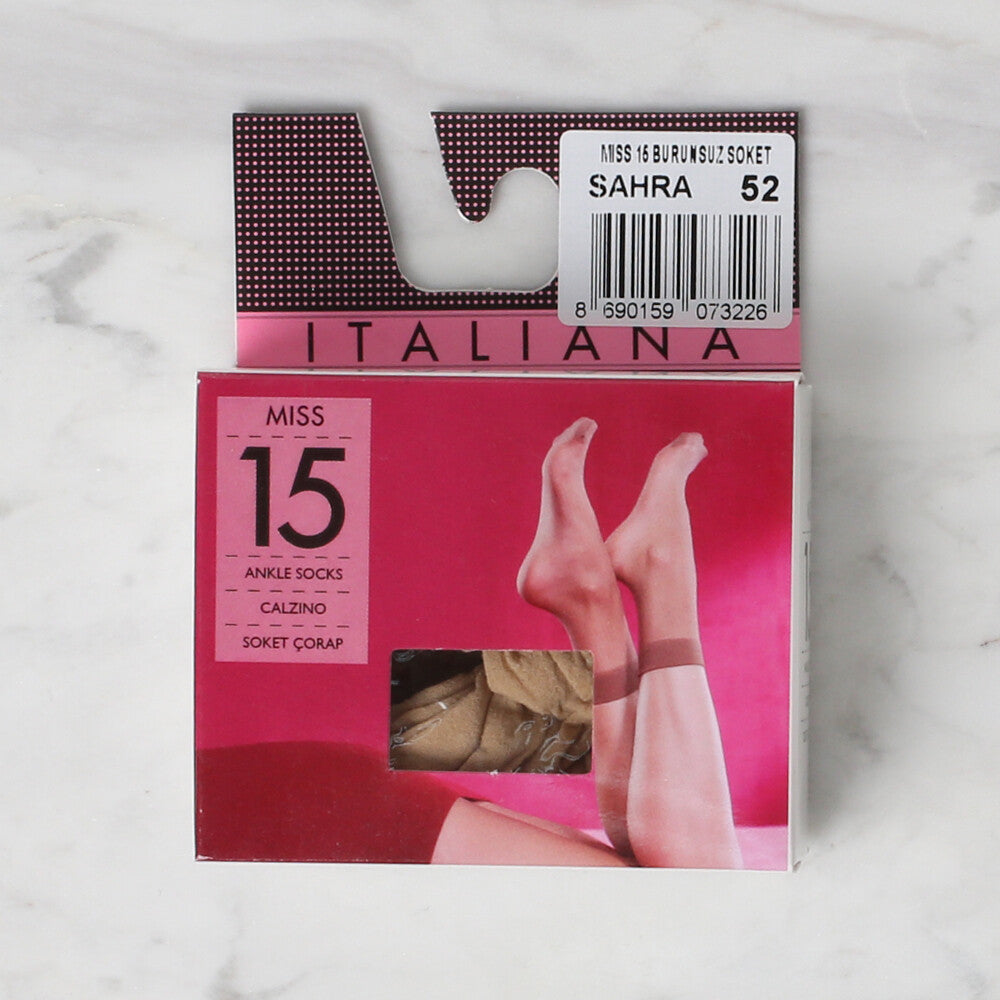 MISS 15 BURUNSUZ SOKET
SAHRA 52
8 690159 073226
ITALIANA
MISS
15
ANKLE SOCKS
CALZINO
SOKET ÇORAP